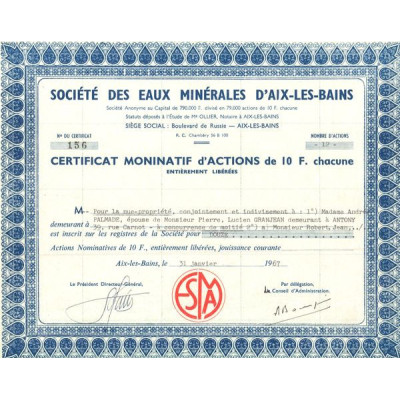 SOCIÉTÉ DES EAUX MINÉRALES D'AIX-LES-BAINS
Société Anonyme au Capital de 790.000 F. divisé en 79.000 actions de 10 F. chacune
Statuts déposés à l'Etude de Me OLLIER, Notaire à AIX-LES-BAINS
SIÈGE SOCIAL : Boulevard de Russie — AIX-LES-BAINS
R. C. Chambéry 56 B 108
No DU CERTIFICAT
156
NOMBRE D'ACTIONS
- 12 -
CERTIFICAT MONINATIF d'ACTIONS de 10 F. chacune
ENTIÈREMENT LIBÉRÉES
M - Pour la nue-propriété, conjointement et indivisément à : 1°) Madame André
PALMADE, épouse de Monsieur Pierre, Lucien GRANJEAN demeurant à ANTONY
demeurant à
rue Carnot - à concurrence de moitié 2°) Monsieur Robert Jean,
est inscrit sur les registres de la Société pour DOUZE
Actions Nominatives de 10 F., entièrement libérées, jouissance courante
Aix-les-Bains, le 31 janvier 1967
Le Président Directeur Général,
Par délégation,
Le Conseil d'Administration.
ESMA